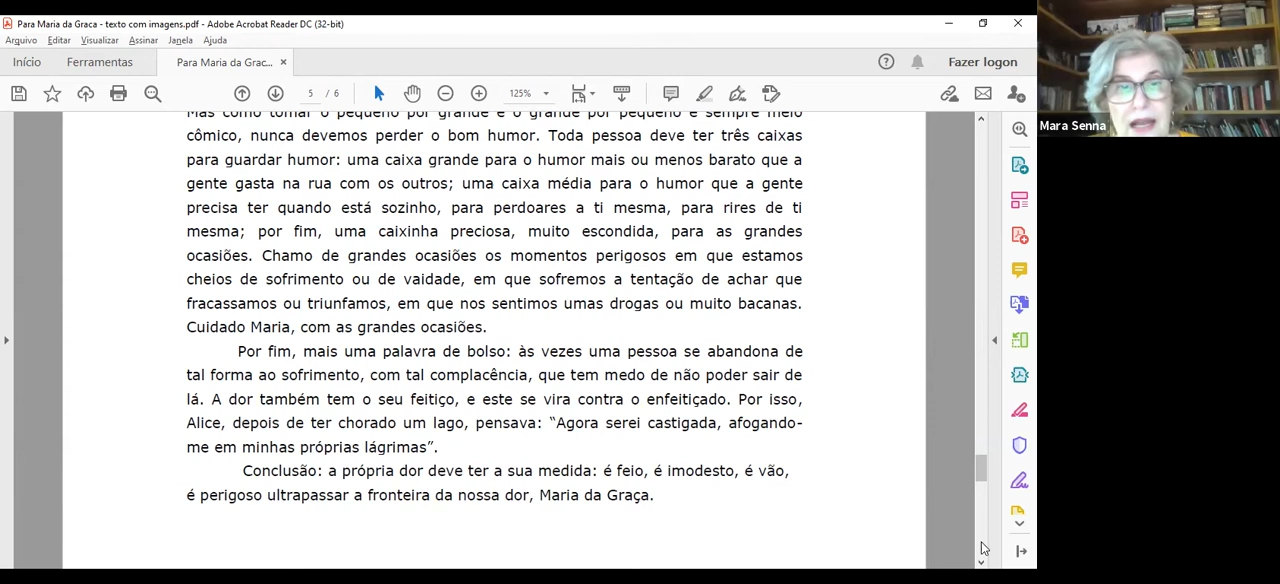 Para Maria da Graca - texto com imagens.pdf - Adobe Acrobat Reader DC (32-bit)
Arquivo Editar Visualizar Assinar Janela Ajuda
Início Ferramentas Para Maria da Grac... × Fazer logon
5 / 6 125%
Mara Senna
Mas como tomar o pequeno por grande e o grande por pequeno é sempre meio
cômico, nunca devemos perder o bom humor. Toda pessoa deve ter três caixas
para guardar humor: uma caixa grande para o humor mais ou menos barato que a
gente gasta na rua com os outros; uma caixa média para o humor que a gente
precisa ter quando está sozinho, para perdoares a ti mesma, para rires de ti
mesma; por fim, uma caixinha preciosa, muito escondida, para as grandes
ocasiões. Chamo de grandes ocasiões os momentos perigosos em que estamos
cheios de sofrimento ou de vaidade, em que sofremos a tentação de achar que
fracassamos ou triunfamos, em que nos sentimos umas drogas ou muito bacanas.
Cuidado Maria, com as grandes ocasiões.
Por fim, mais uma palavra de bolso: às vezes uma pessoa se abandona de
tal forma ao sofrimento, com tal complacência, que tem medo de não poder sair de
lá. A dor também tem o seu feitiço, e este se vira contra o enfeitiçado. Por isso,
Alice, depois de ter chorado um lago, pensava: “Agora serei castigada, afogando-
me em minhas próprias lágrimas”.
Conclusão: a própria dor deve ter a sua medida: é feio, é imodesto, é vão,
é perigoso ultrapassar a fronteira da nossa dor, Maria da Graça.